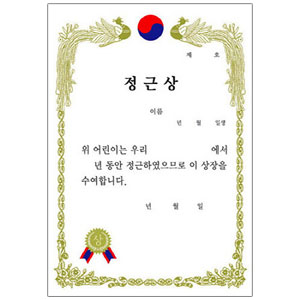 제 호
정근상
이름
년 월 일생
위 어린이는 우리 에서
년 동안 정근하였으므로 이 상장을
수여합니다.
년 월 일